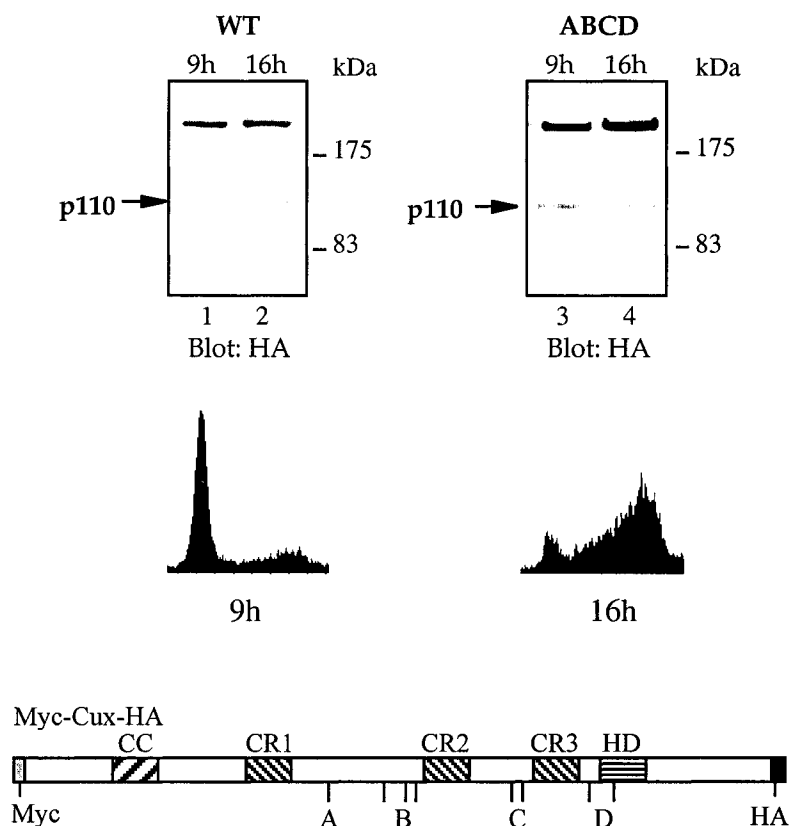 WT ABCD
9h 16h kDa 9h 16h kDa
175 175
p110 p110
83 83
1 2 3 4
Blot: HA Blot: HA
9h 16h
Myc-Cux-HA
CC CR1 CR2 CR3 HD
Myc A B C D HA